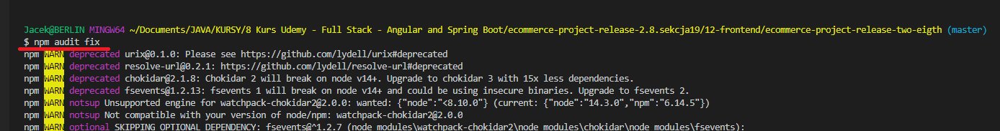 Jacek@BERLIN MINGW64 ~/Documents/JAVA/KURSY/8 Kurs Udemy - Full Stack - Angular and Spring Boot/ecommerce-project-release-2.8.sekcja19/12-frontend/ecommerce-project-release-two-eigth (master)
$ npm audit fix
npm WARN deprecated urix@0.1.0: Please see https://github.com/lydell/urix#deprecated
npm WARN deprecated resolve-url@0.2.1: https://github.com/lydell/resolve-url#deprecated
npm WARN deprecated chokidar@2.1.8: Chokidar 2 will break on node v14+. Upgrade to chokidar 3 with 15x less dependencies.
npm WARN deprecated fsevents@1.2.13: fsevents 1 will break on node v14+ and could be using insecure binaries. Upgrade to fsevents 2.
npm WARN notsup Unsupported engine for watchpack-chokidar2@2.0.0: wanted: {"node":"<8.10.0"} (current: {"node":"14.3.0","npm":"6.14.5"})
npm WARN notsup Not compatible with your version of node/npm: watchpack-chokidar2@2.0.0
npm WARN optional SKIPPING OPTIONAL DEPENDENCY: fsevents@^1.2.7 (node_modules\watchpack-chokidar2\node_modules\chokidar\node_modules\fsevents):